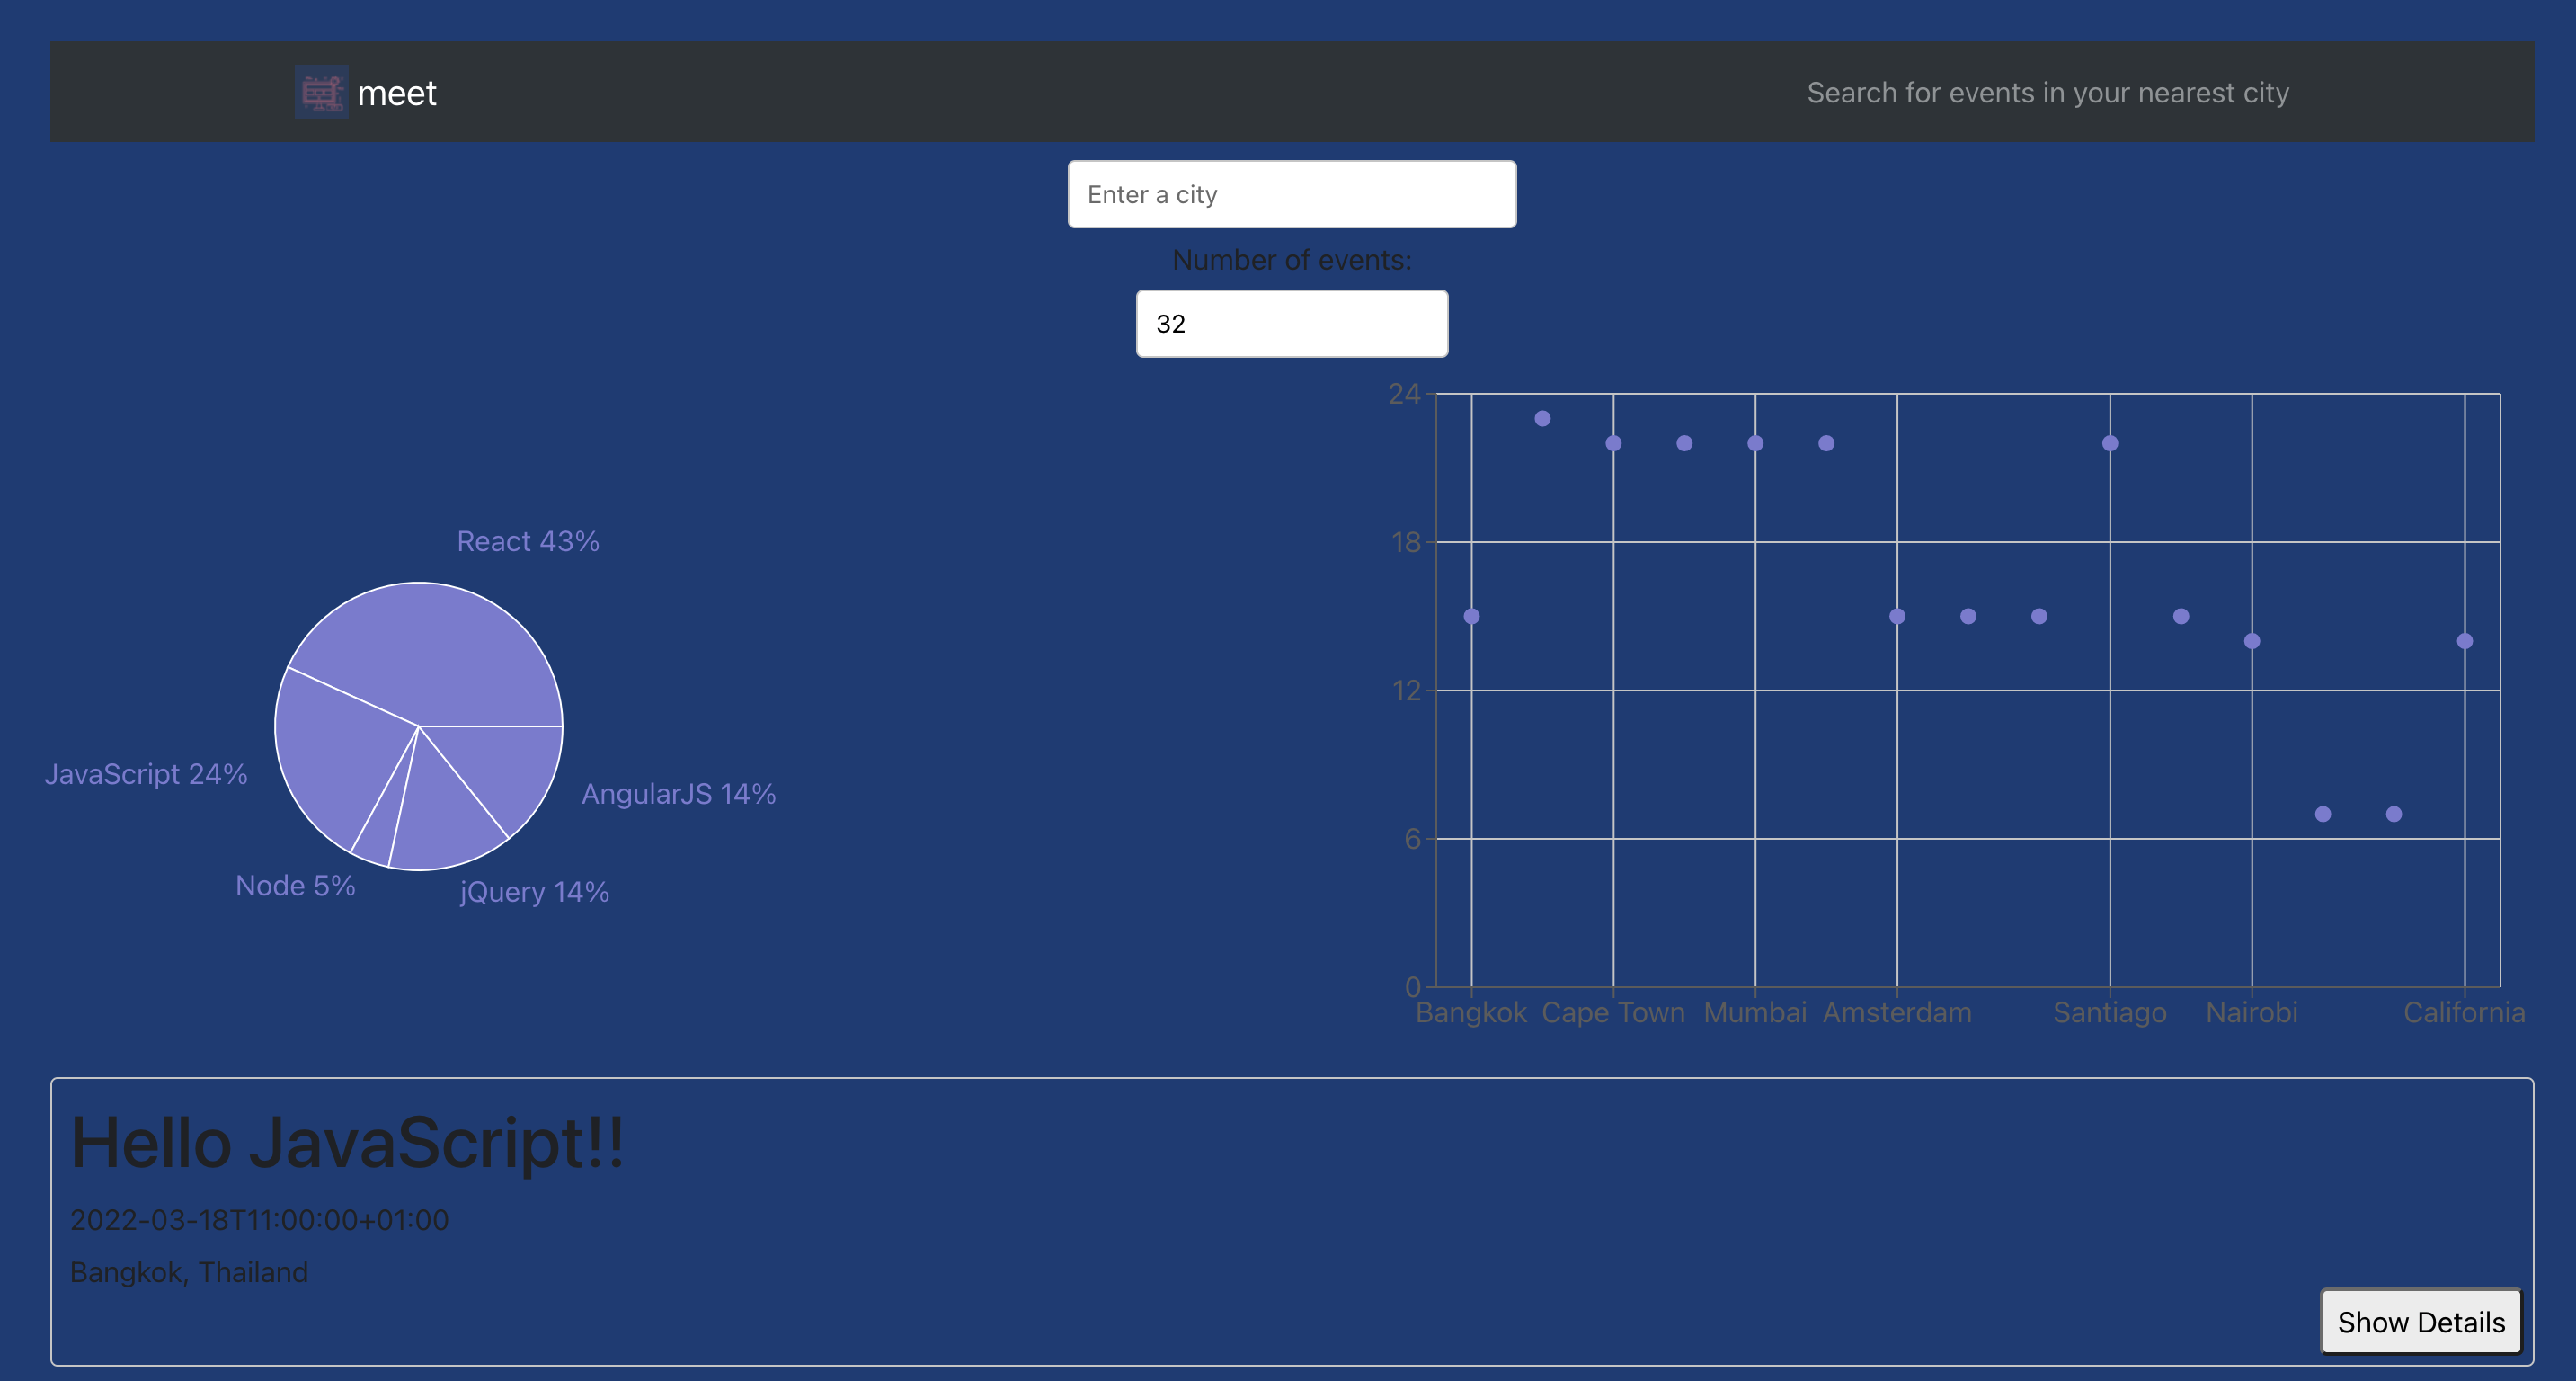 meet
Search for events in your nearest city
Enter a city
Number of events:
32
React 43%
JavaScript 24%
AngularJS 14%
Node 5%
jQuery 14%
24
18
12
6
0
Bangkok Cape Town Mumbai Amsterdam Santiago Nairobi California
Hello JavaScript!!
2022-03-18T11:00:00+01:00
Bangkok, Thailand
Show Details